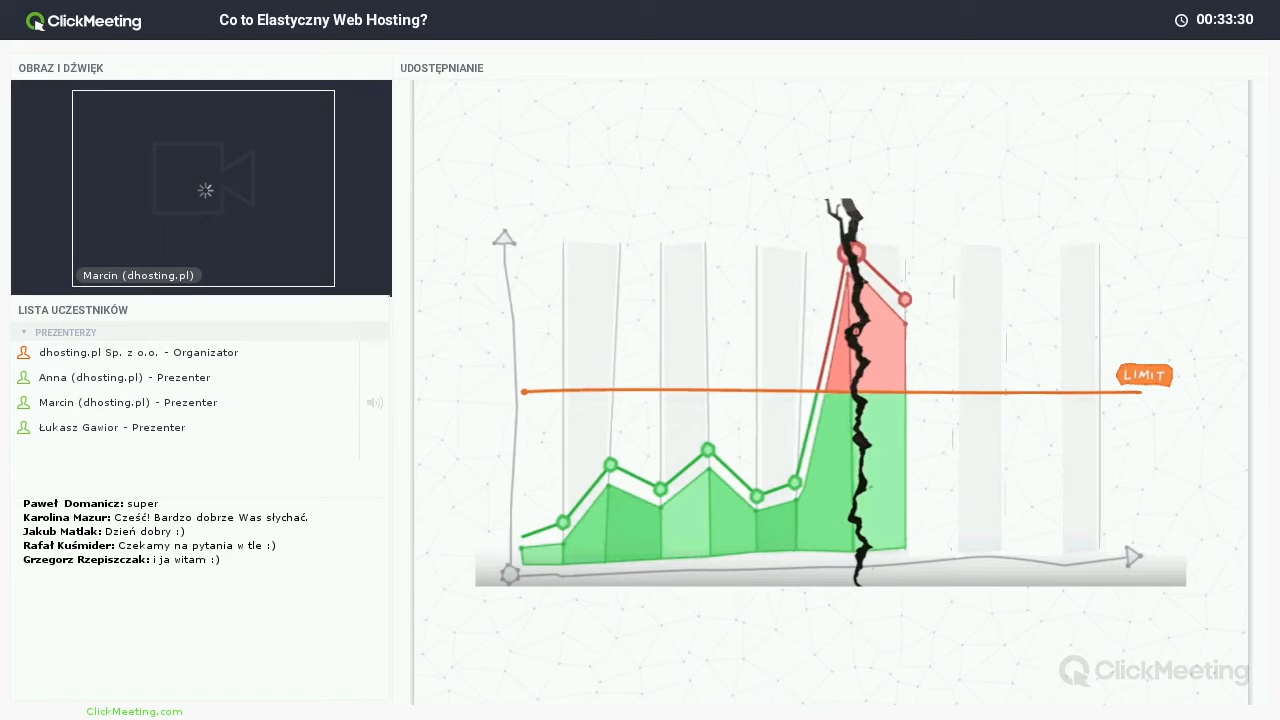 ClickMeeting
Co to Elastyczny Web Hosting?
00:33:30
OBRAZ I DŹWIĘK
Marcin (dhosting.pl)
LISTA UCZESTNIKÓW
PREZENTERZY
dhosting.pl Sp. z o.o. - Organizator
Anna (dhosting.pl) - Prezenter
Marcin (dhosting.pl) - Prezenter
Łukasz Gawior - Prezenter
Paweł Domanicz: super
Karolina Mazur: Cześć! Bardzo dobrze Was słychać.
Jakub Matlak: Dzień dobry :)
Rafał Kuśmider: Czekamy na pytania w tle :)
Grzegorz Rzepiszczak: i ja witam :)
ClickMeeting.com
UDOSTĘPNIANIE
LIMIT
ClickMeeting